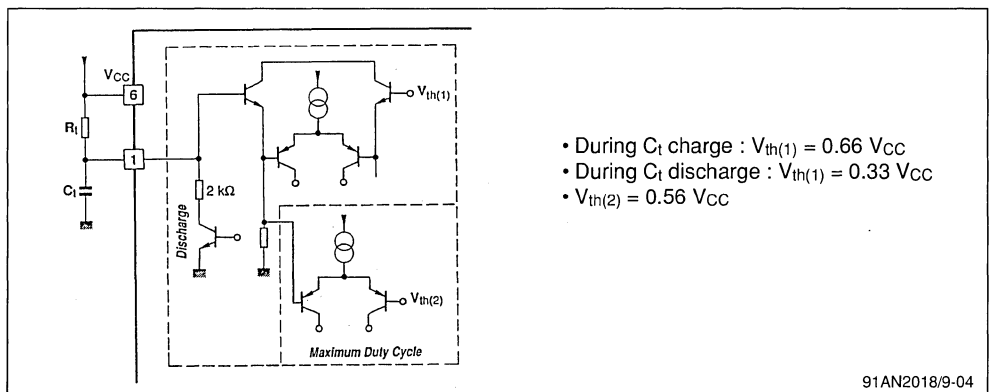 VCC
6
Rt
1
Ct
2 kΩ
Discharge
Vth(1)
Vth(2)
Maximum Duty Cycle
• During Ct charge : Vth(1) = 0.66 VCC
• During Ct discharge : Vth(1) = 0.33 VCC
• Vth(2) = 0.56 VCC
91AN2018/9-04